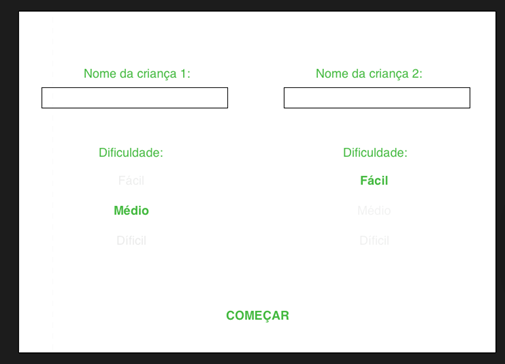 Nome da criança 1:
Nome da criança 2:
Dificuldade:
Fácil
Médio
Difícil
Dificuldade:
Fácil
Médio
Difícil
COMEÇAR